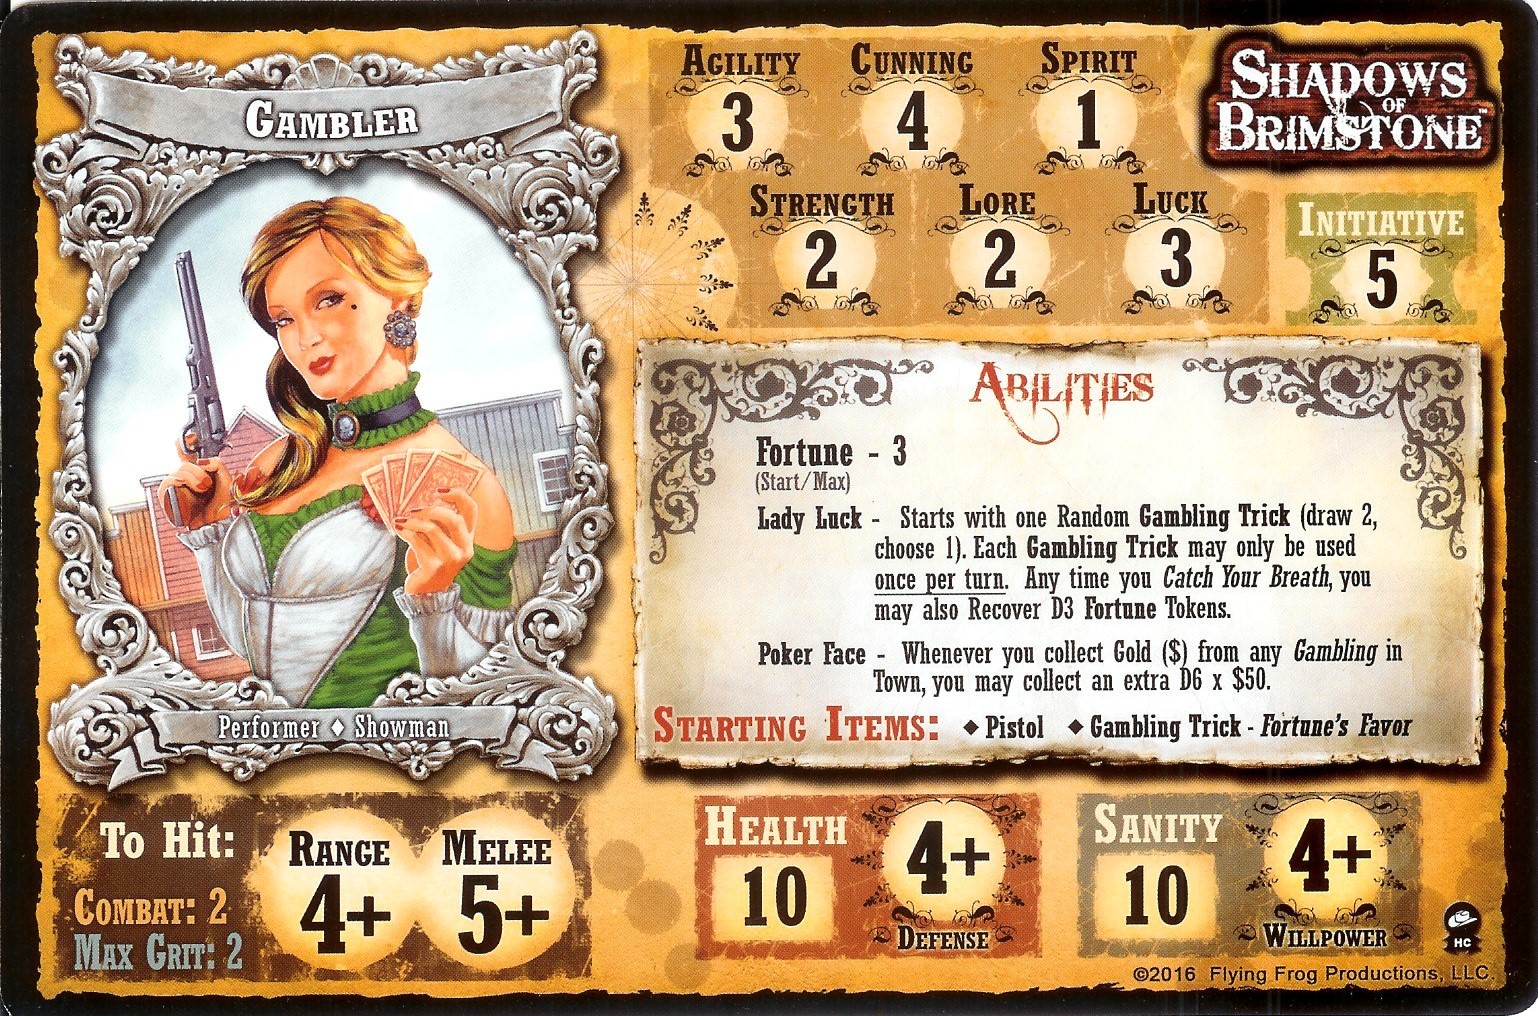 GAMBLER
Performer ♦ Showman
To Hit:
COMBAT: 2
MAX GRIT: 2
RANGE
4+
MELEE
5+
AGILITY
3
CUNNING
4
SPIRIT
1
SHADOWS
OF
BRIMSTONE™
STRENGTH
2
LORE
2
LUCK
3
INITIATIVE
5
ABILITIES
Fortune - 3
(Start/Max)
Lady Luck - Starts with one Random Gambling Trick (draw 2,
choose 1). Each Gambling Trick may only be used
once per turn. Any time you Catch Your Breath, you
may also Recover D3 Fortune Tokens.
Poker Face - Whenever you collect Gold ($) from any Gambling in
Town, you may collect an extra D6 x $50.
STARTING ITEMS: ♦ Pistol ♦ Gambling Trick - Fortune's Favor
HEALTH
10
4+
DEFENSE
SANITY
10
4+
WILLPOWER
HC
©2016 Flying Frog Productions, LLC.